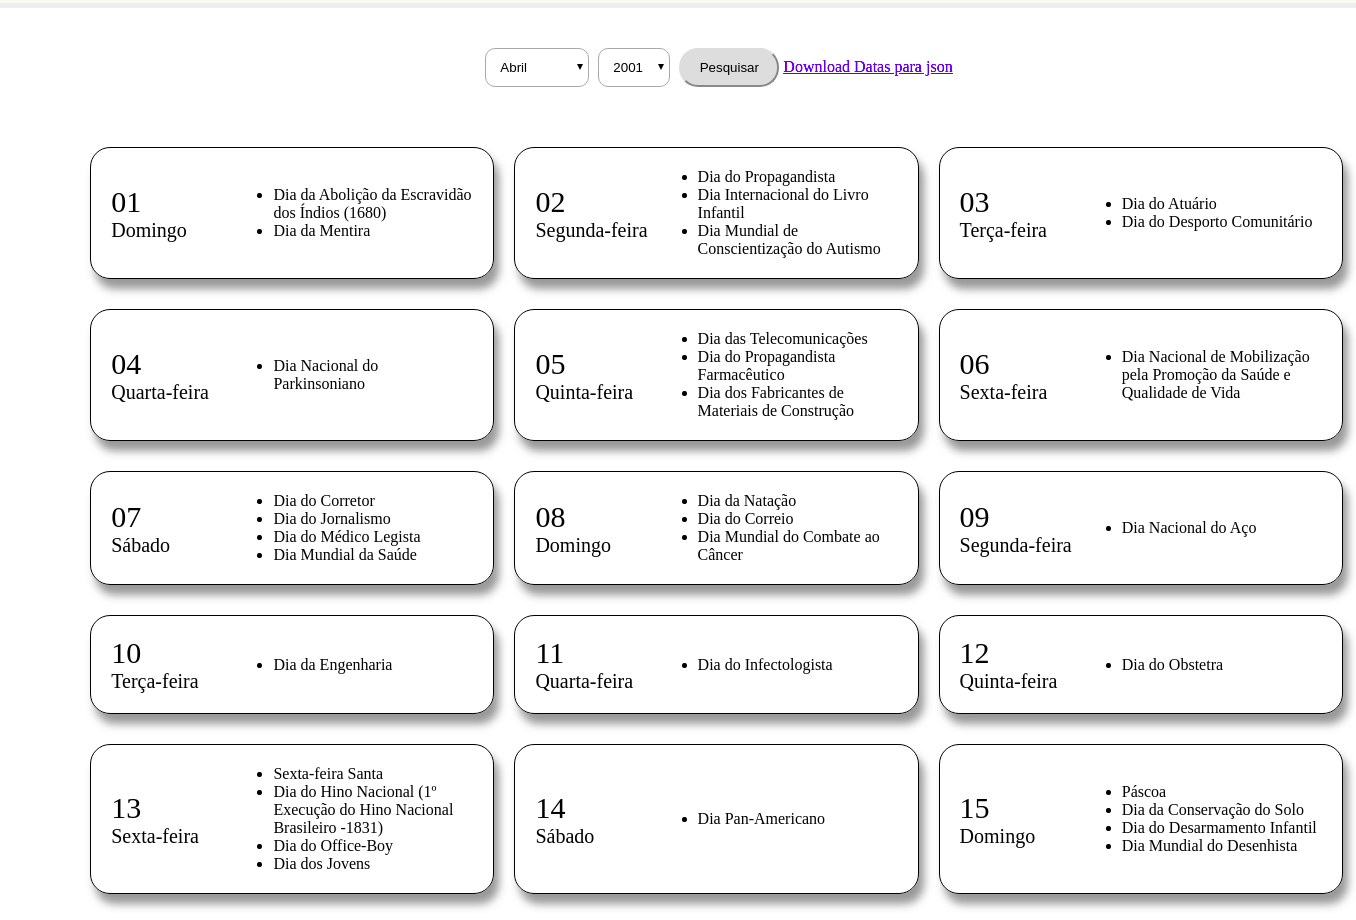 Abril 2001 Pesquisar Download Datas para json
01
Domingo
Dia da Abolição da Escravidão
dos Índios (1680)
Dia da Mentira
02
Segunda-feira
Dia do Propagandista
Dia Internacional do Livro
Infantil
Dia Mundial de
Conscientização do Autismo
03
Terça-feira
Dia do Atuário
Dia do Desporto Comunitário
04
Quarta-feira
Dia Nacional do
Parkinsoniano
05
Quinta-feira
Dia das Telecomunicações
Dia do Propagandista
Farmacêutico
Dia dos Fabricantes de
Materiais de Construção
06
Sexta-feira
Dia Nacional de Mobilização
pela Promoção da Saúde e
Qualidade de Vida
07
Sábado
Dia do Corretor
Dia do Jornalismo
Dia do Médico Legista
Dia Mundial da Saúde
08
Domingo
Dia da Natação
Dia do Correio
Dia Mundial do Combate ao
Câncer
09
Segunda-feira
Dia Nacional do Aço
10
Terça-feira
Dia da Engenharia
11
Quarta-feira
Dia do Infectologista
12
Quinta-feira
Dia do Obstetra
13
Sexta-feira
Sexta-feira Santa
Dia do Hino Nacional (1º
Execução do Hino Nacional
Brasileiro -1831)
Dia do Office-Boy
Dia dos Jovens
14
Sábado
Dia Pan-Americano
15
Domingo
Páscoa
Dia da Conservação do Solo
Dia do Desarmamento Infantil
Dia Mundial do Desenhista